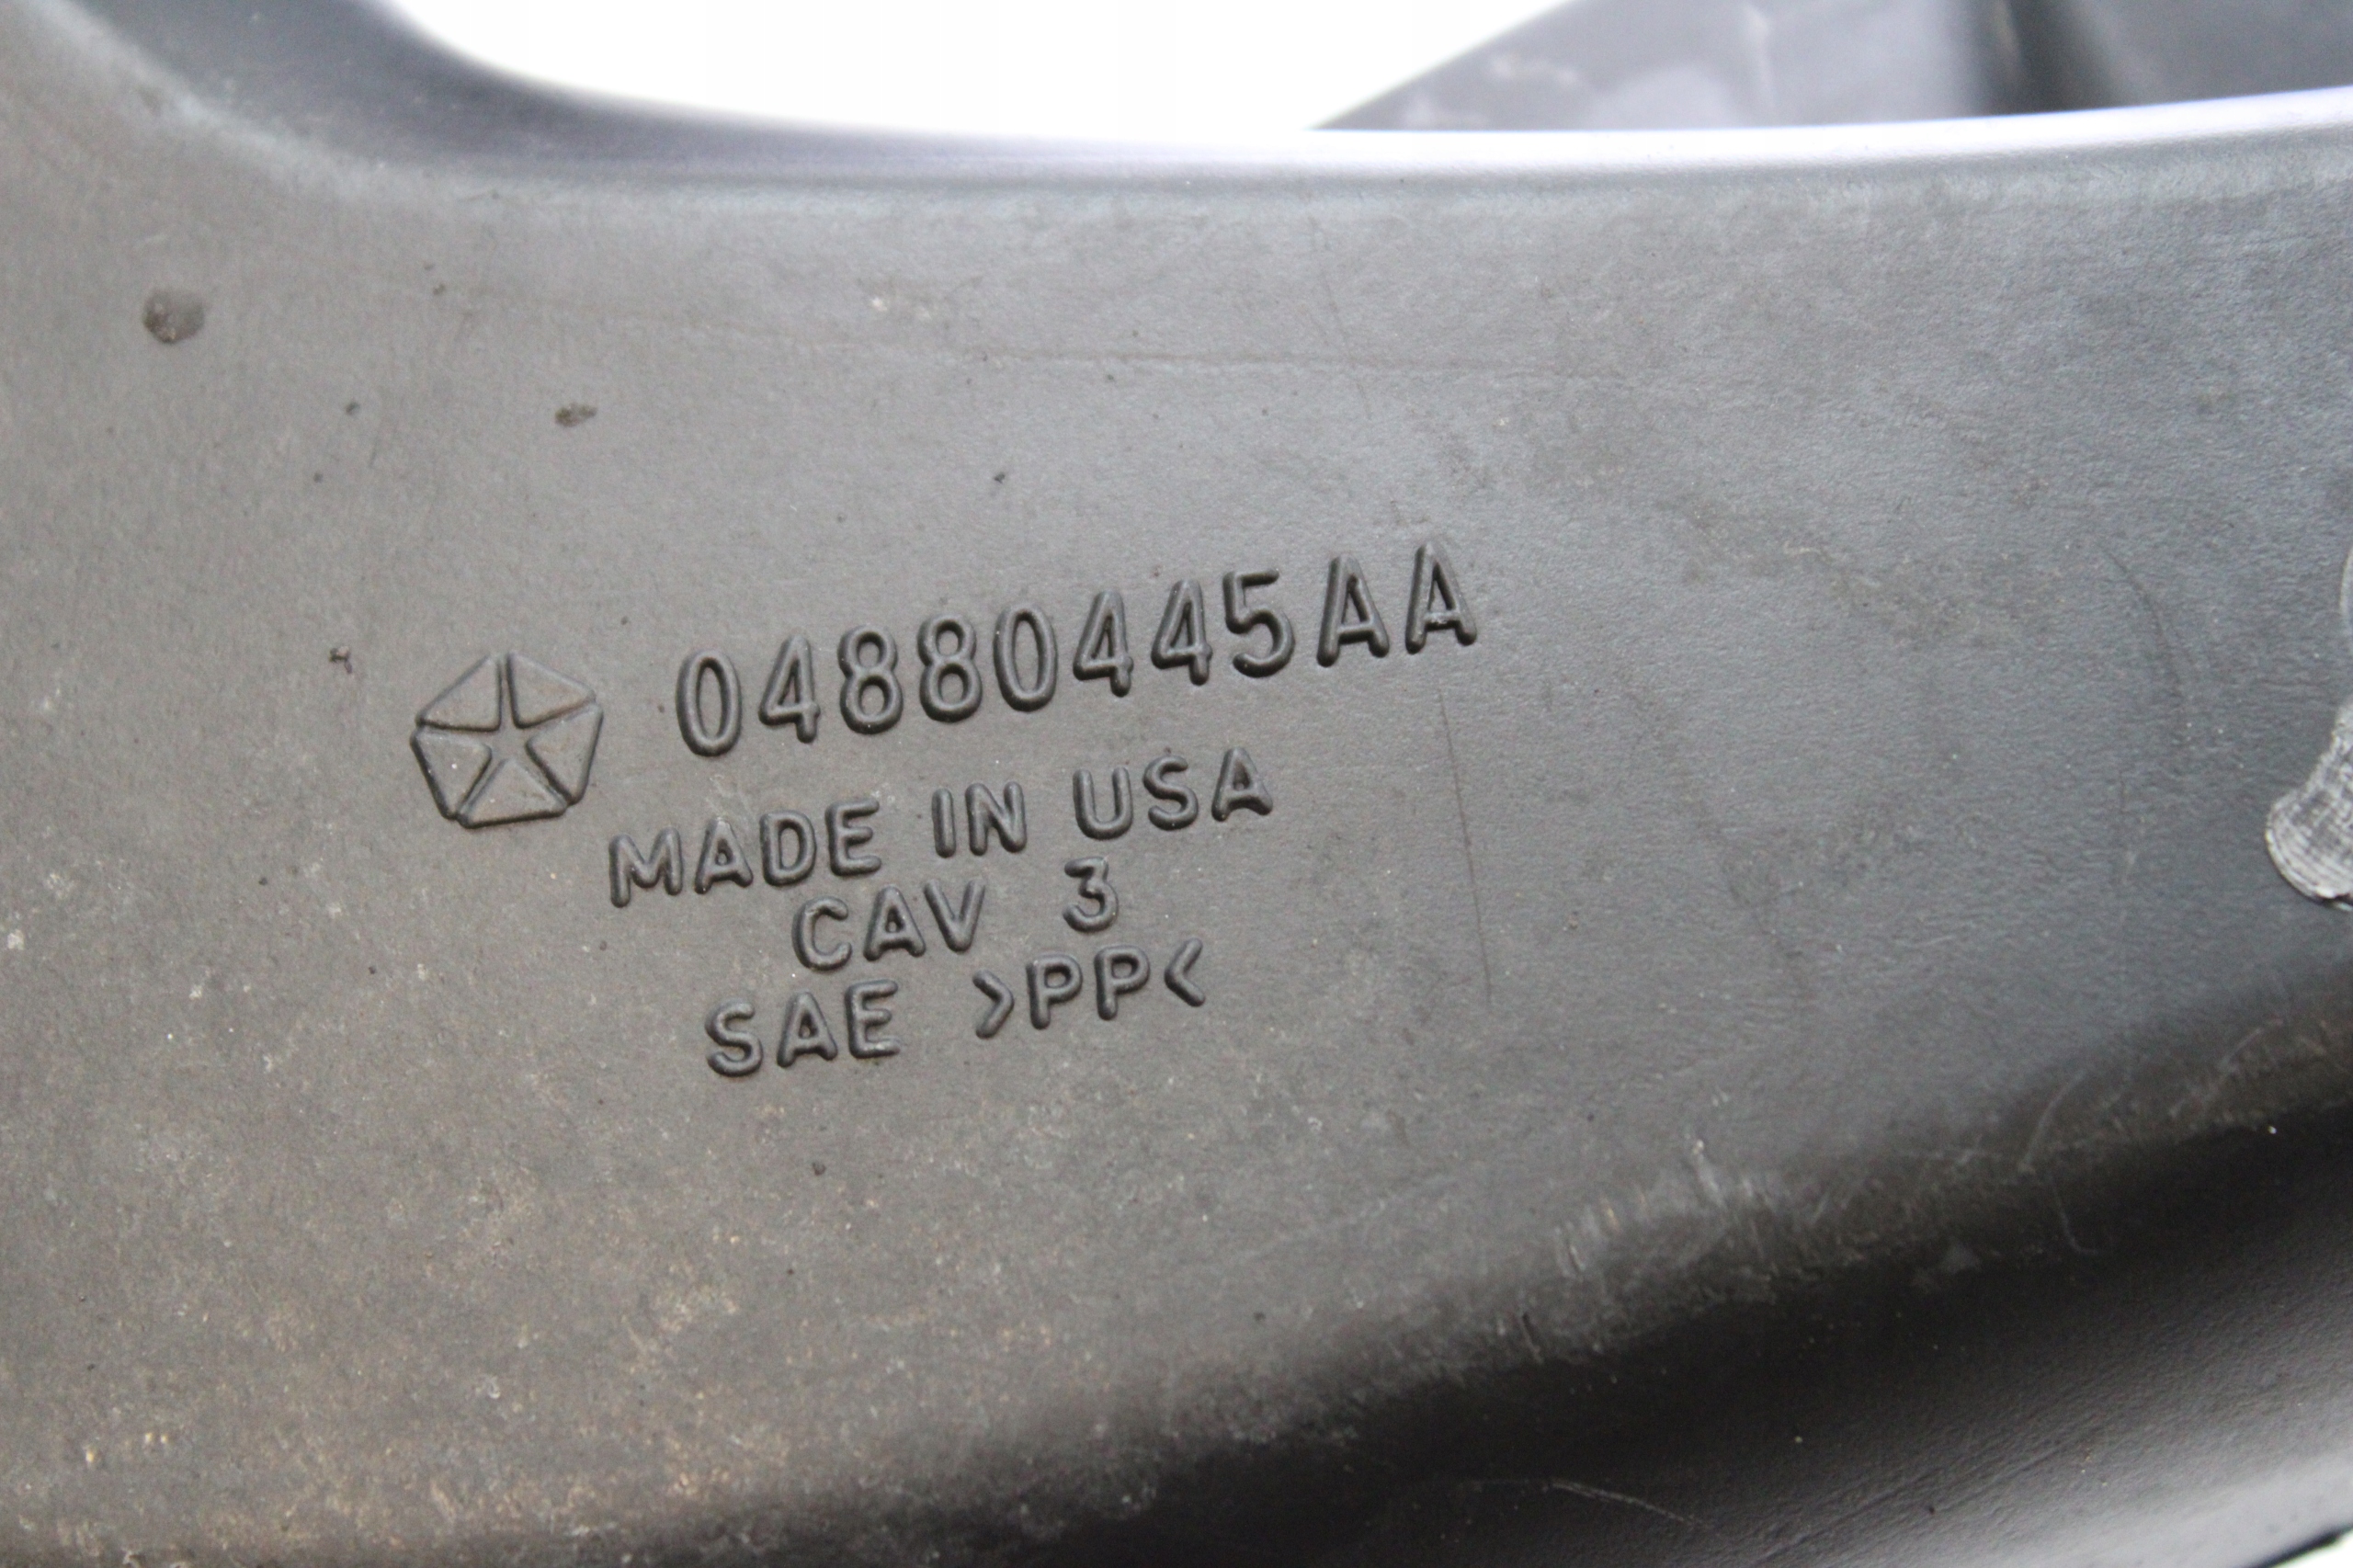 04880445AA
MADE IN USA
CAV 3
SAE >PP<